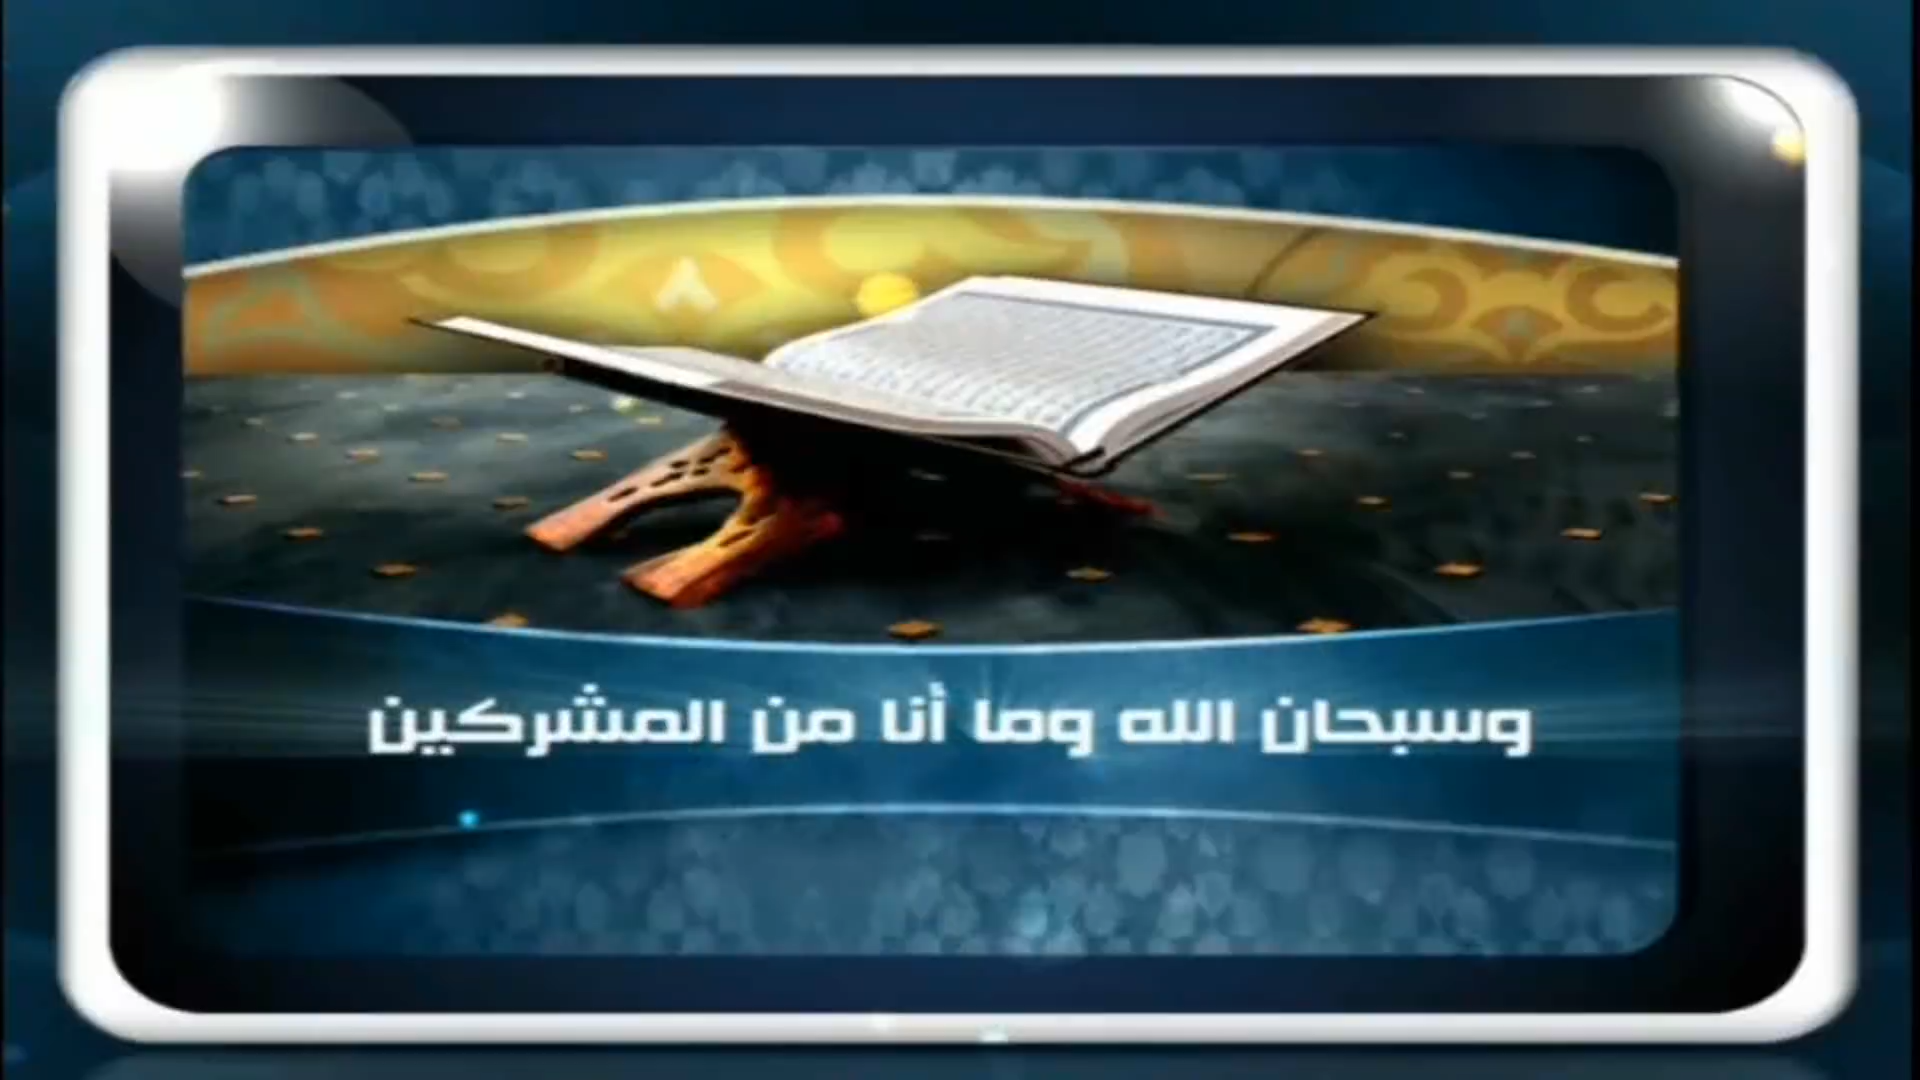 وسبحان الله وما أنا من المشركين